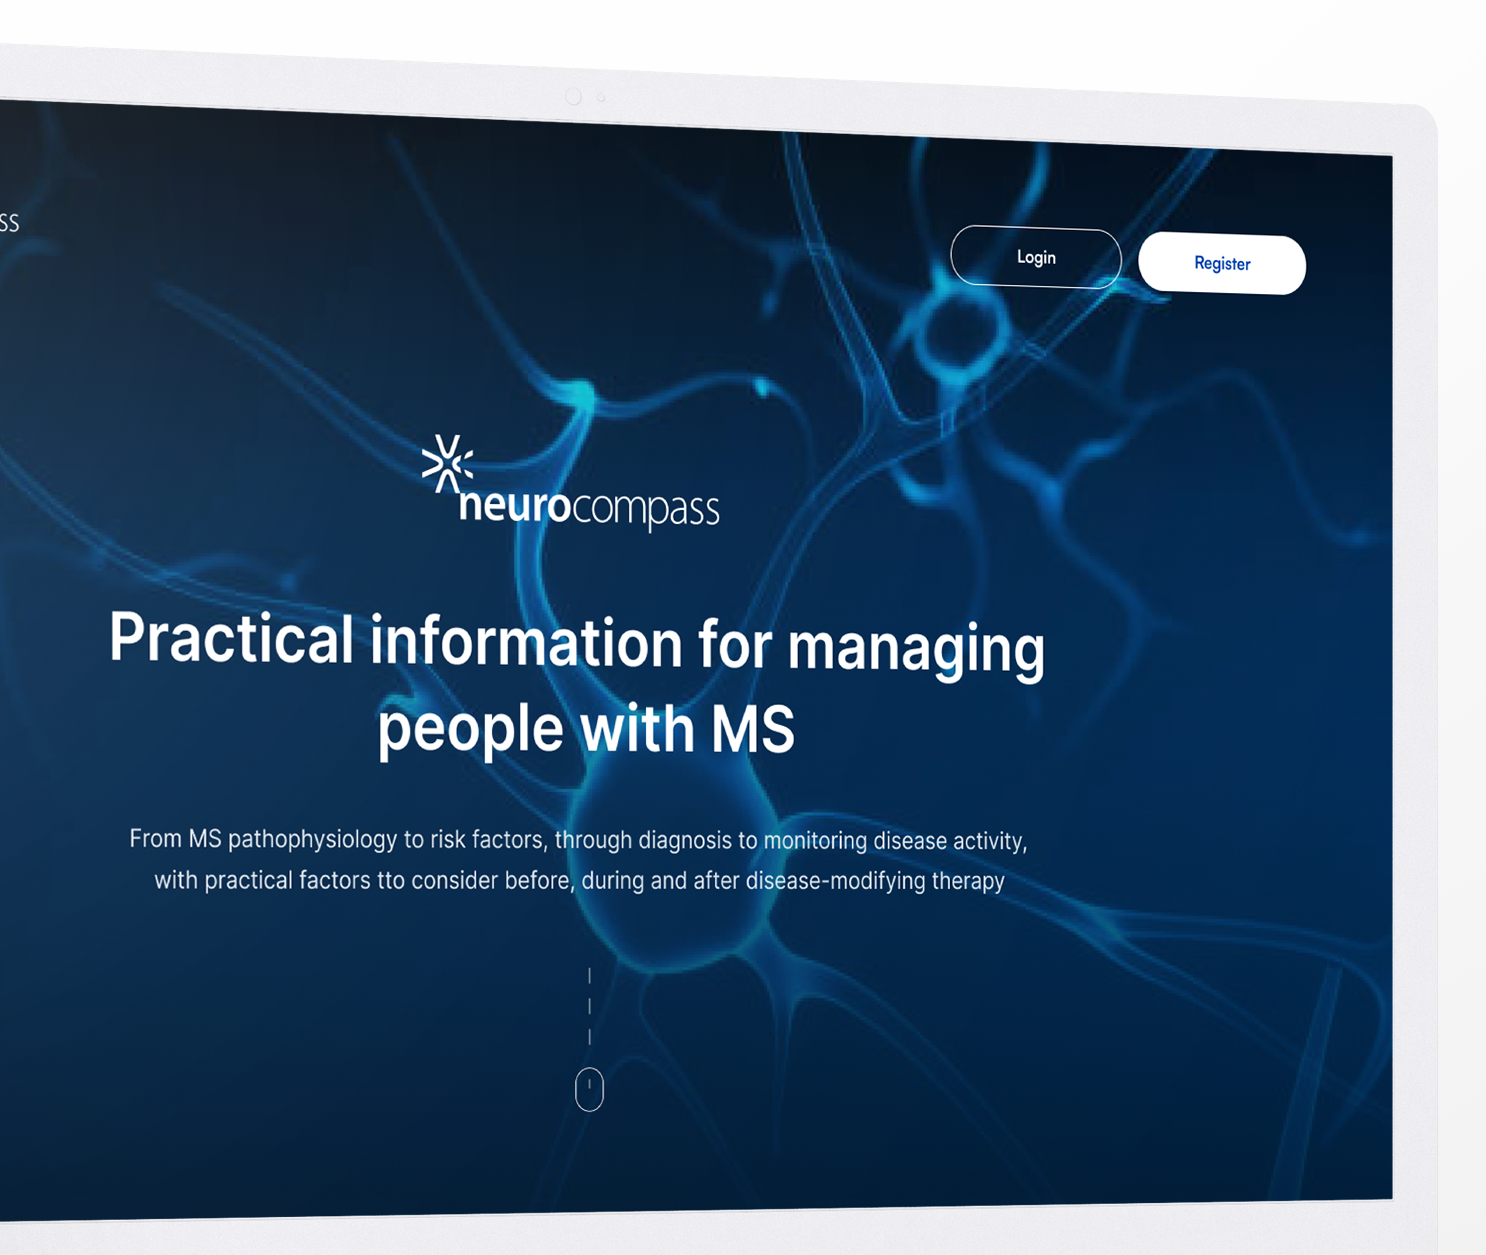 ss
Login
Register
neurocompass
Practical information for managing
people with MS
From MS pathophysiology to risk factors, through diagnosis to monitoring disease activity,
with practical factors tto consider before, during and after disease-modifying therapy